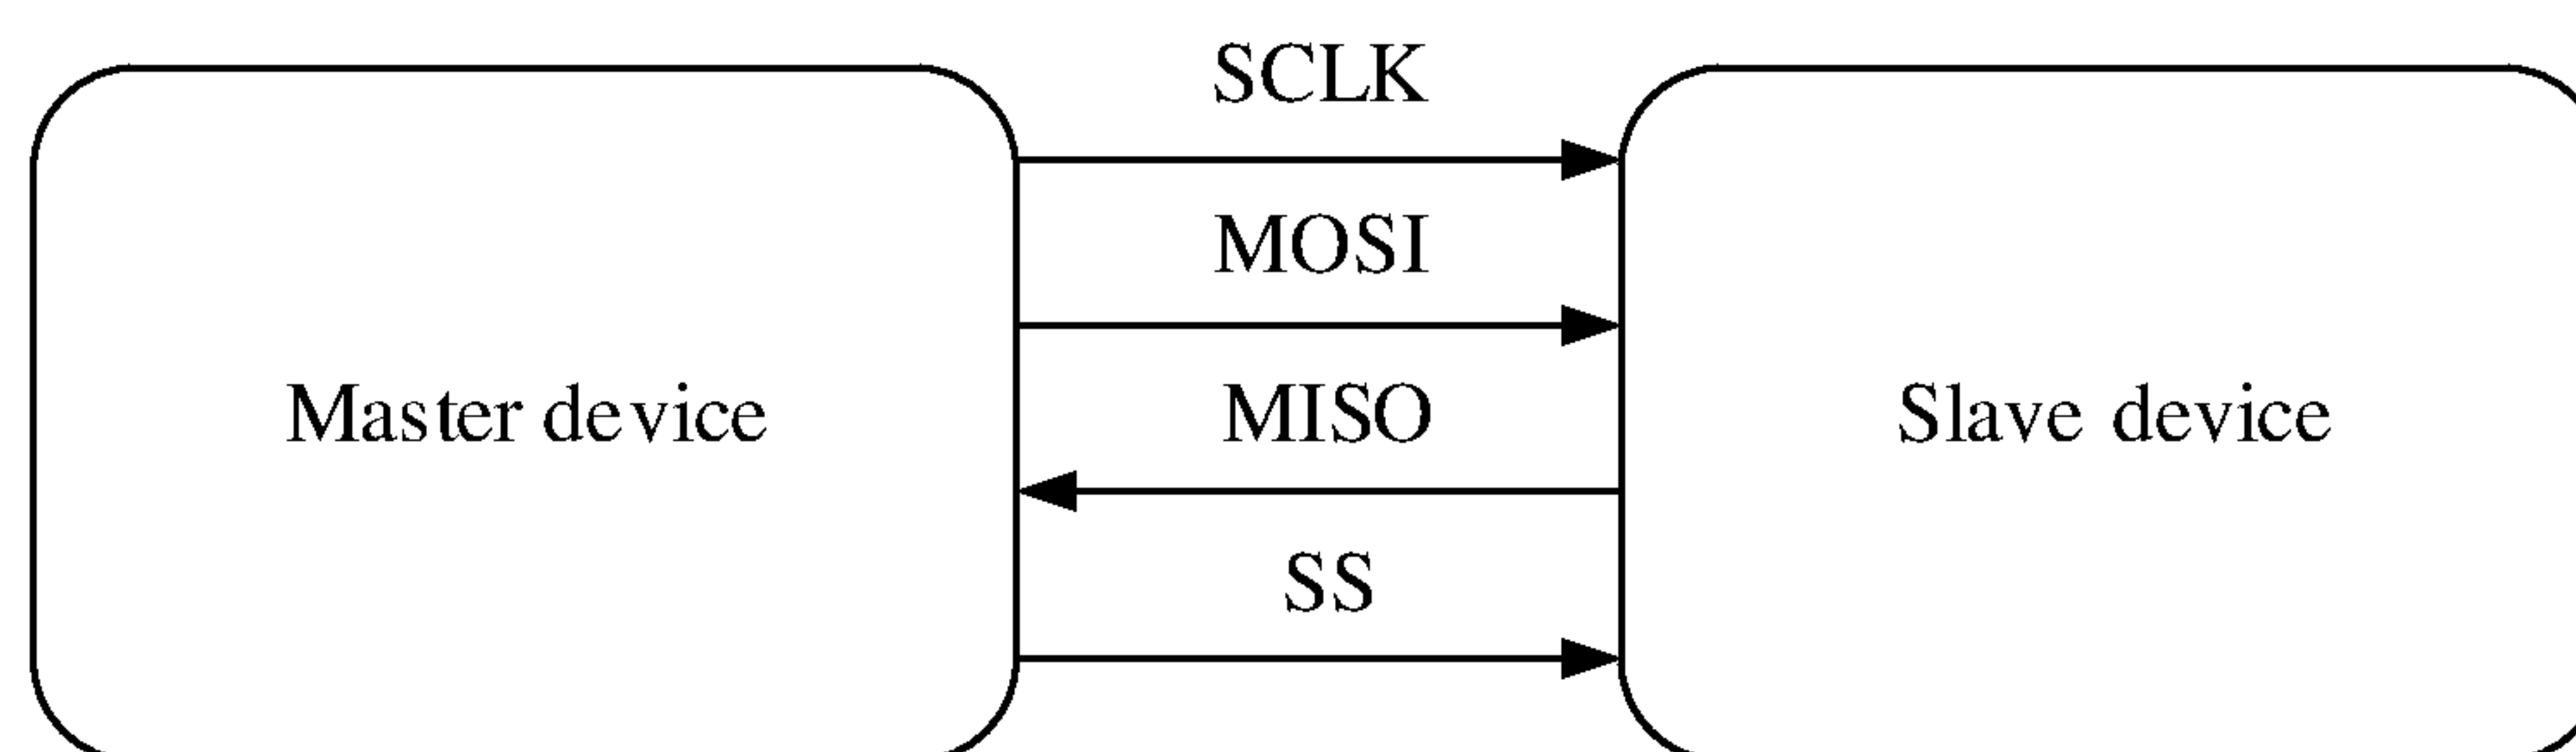 SCLK
MOSI
Master device
MISO
Slave device
SS